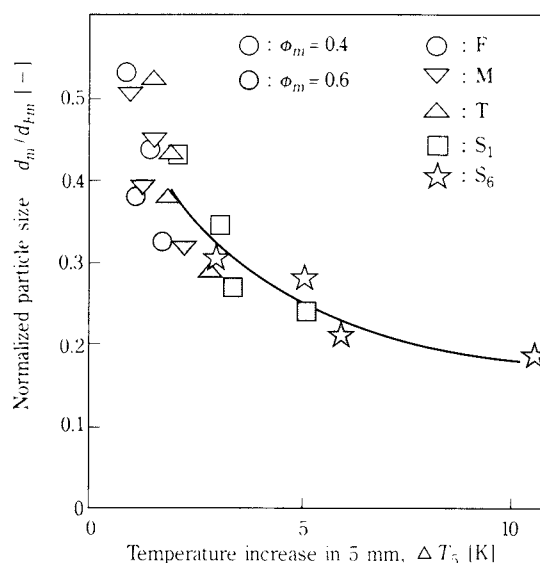 Normalized particle size d_m/d_Fm [–]
0.5
0.4
0.3
0.2
0.1
0
0 5 10
Temperature increase in 5 mm, Δ T₅ [K]
: Φ_m = 0.4
: Φ_m = 0.6
: F
: M
: T
: S₁
: S₆